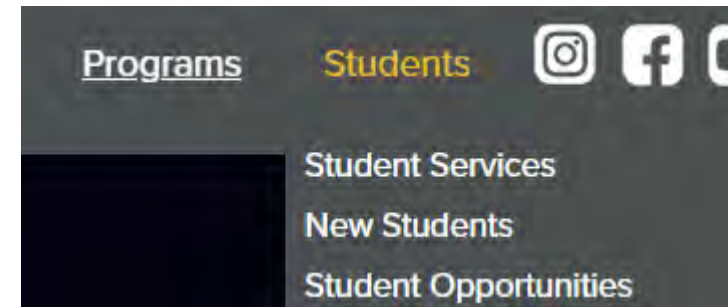 Programs Students
Student Services
New Students
Student Opportunities